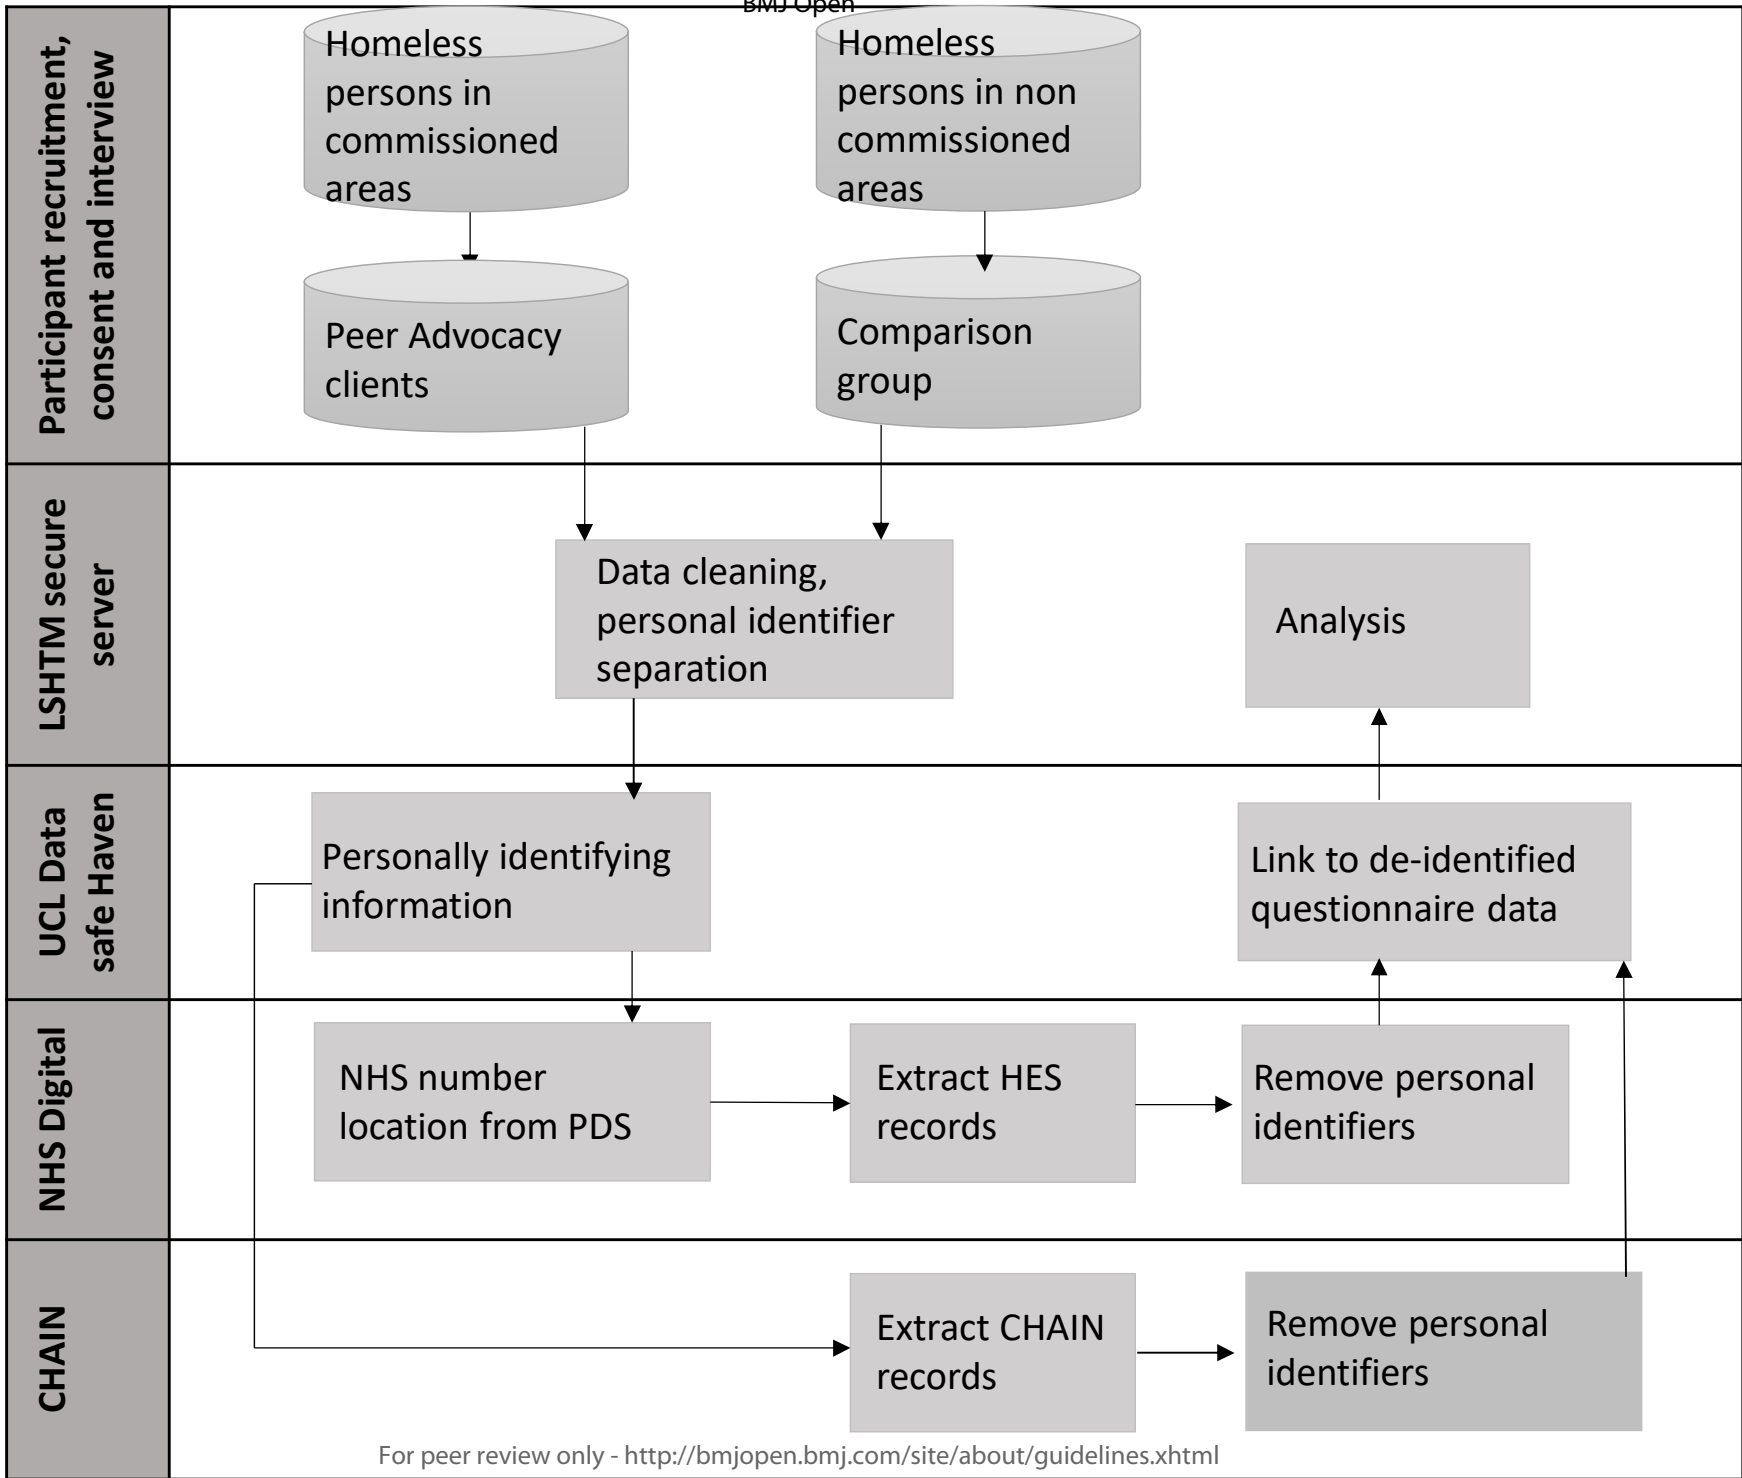 BMJ Open
Participant recruitment,
consent and interview
Homeless
persons in
commissioned
areas
Homeless
persons in non
commissioned
areas
Peer Advocacy
clients
Comparison
group
LSHTM secure
server
Data cleaning,
personal identifier
separation
Analysis
UCL Data
safe Haven
Personally identifying
information
Link to de-identified
questionnaire data
NHS Digital
NHS number
location from PDS
Extract HES
records
Remove personal
identifiers
CHAIN
Extract CHAIN
records
Remove personal
identifiers
For peer review only - http://bmjopen.bmj.com/site/about/guidelines.xhtml